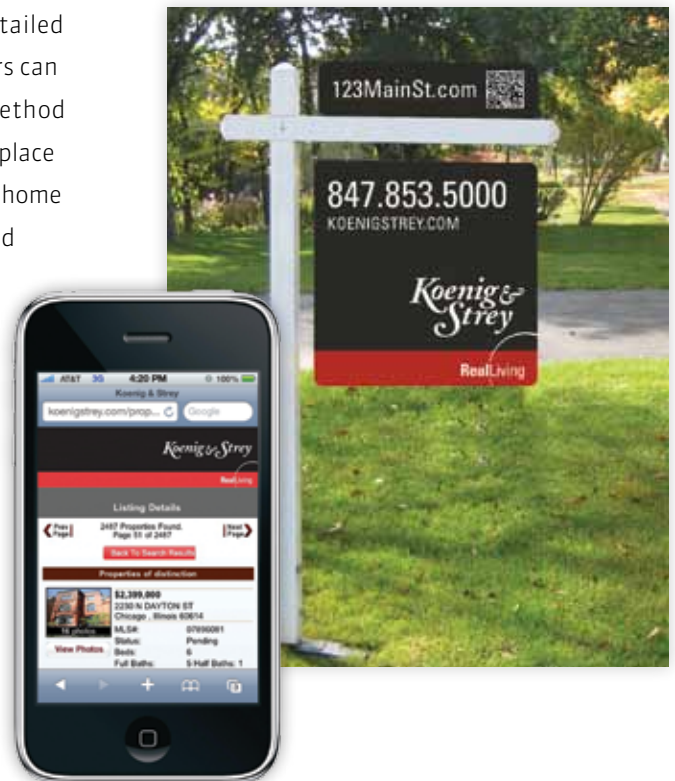 tailed
rs can
ethod
place
home
d
123MainSt.com
847.853.5000
KOENIGSTREY.COM
Koenig &
Strey
RealLiving
AT&T 3G 4:20 PM 100%
Koenig & Strey
koenigstrey.com/prop... Google
Koenig & Strey
RealLiving
Listing Details
Prev Page
2487 Properties Found.
Page 51 of 2487
Next Page
Back To Search Results
Properties of distinction
$2,399,000
2230 N DAYTON ST
Chicago , Illinois 60614
16 photos
MLS#: 07896081
Status: Pending
View Photos
Beds: 6
Full Baths: 5 Half Baths: 1